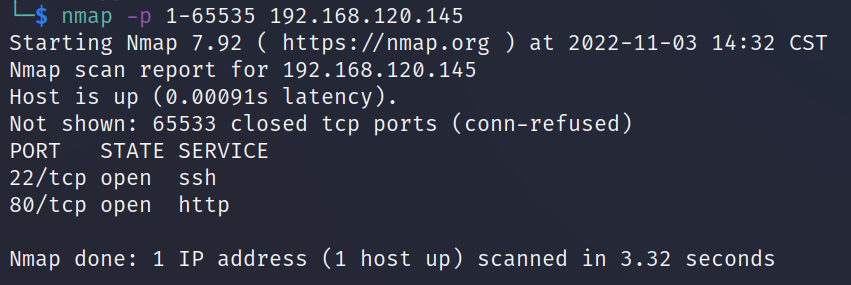 └─$ nmap -p 1-65535 192.168.120.145
Starting Nmap 7.92 ( https://nmap.org ) at 2022-11-03 14:32 CST
Nmap scan report for 192.168.120.145
Host is up (0.00091s latency).
Not shown: 65533 closed tcp ports (conn-refused)
PORT   STATE SERVICE
22/tcp open  ssh
80/tcp open  http

Nmap done: 1 IP address (1 host up) scanned in 3.32 seconds